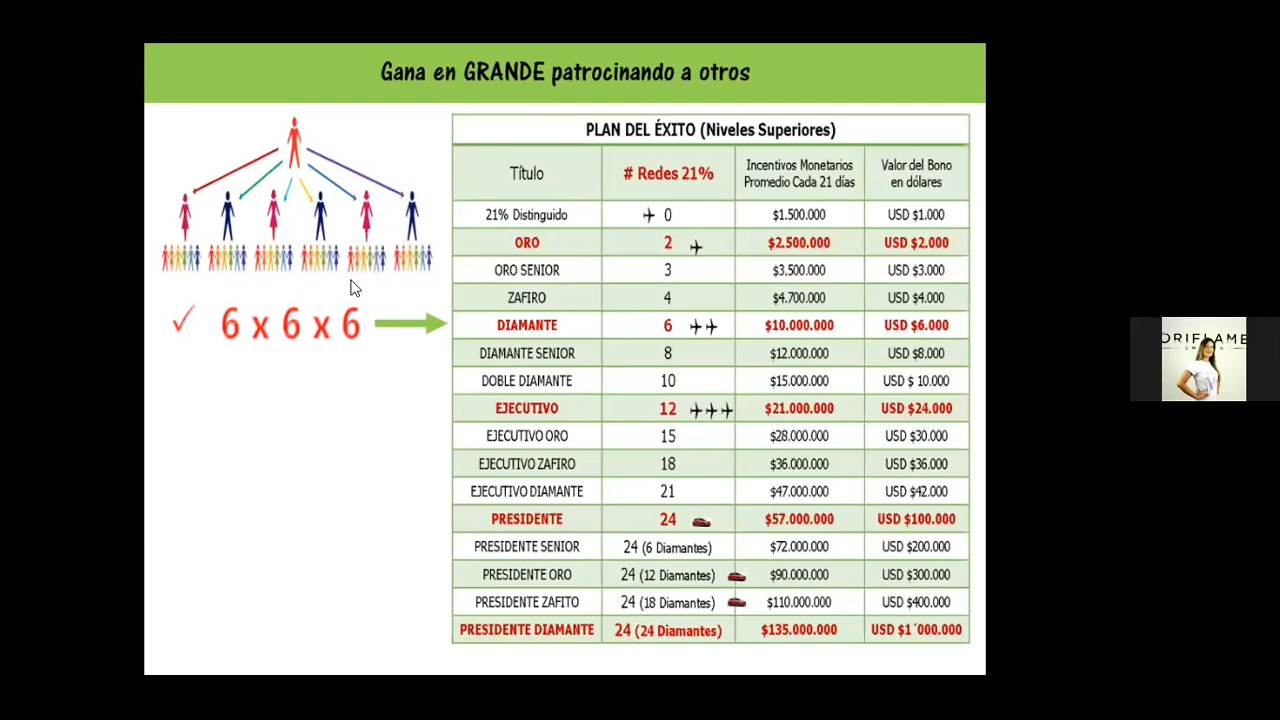 Gana en GRANDE patrocinando a otros
PLAN DEL ÉXITO (Niveles Superiores)
Título
# Redes 21%
Incentivos Monetarios
Promedio Cada 21 días
Valor del Bono
en dólares
21% Distinguido 0 $1.500.000 USD $1.000
ORO 2 $2.500.000 USD $2.000
ORO SENIOR 3 $3.500.000 USD $3.000
ZAFIRO 4 $4.700.000 USD $4.000
DIAMANTE 6 $10.000.000 USD $6.000
DIAMANTE SENIOR 8 $12.000.000 USD $8.000
DOBLE DIAMANTE 10 $15.000.000 USD $ 10.000
EJECUTIVO 12 $21.000.000 USD $24.000
EJECUTIVO ORO 15 $28.000.000 USD $30.000
EJECUTIVO ZAFIRO 18 $36.000.000 USD $36.000
EJECUTIVO DIAMANTE 21 $47.000.000 USD $42.000
PRESIDENTE 24 $57.000.000 USD $100.000
PRESIDENTE SENIOR 24 (6 Diamantes) $72.000.000 USD $200.000
PRESIDENTE ORO 24 (12 Diamantes) $90.000.000 USD $300.000
PRESIDENTE ZAFITO 24 (18 Diamantes) $110.000.000 USD $400.000
PRESIDENTE DIAMANTE 24 (24 Diamantes) $135.000.000 USD $1´000.000
✓ 6 x 6 x 6
ORIFLAME